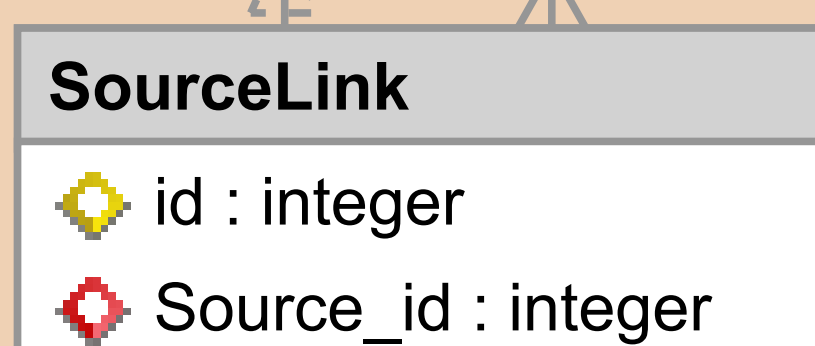 SourceLink
id : integer
Source_id : integer